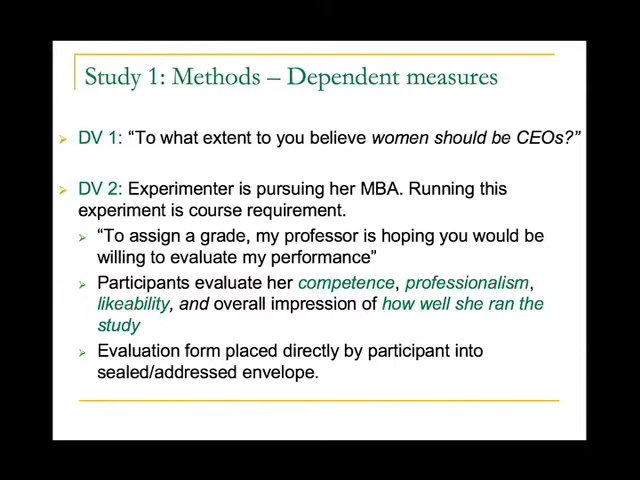 Study 1: Methods – Dependent measures
DV 1: “To what extent to you believe women should be CEOs?”
DV 2: Experimenter is pursuing her MBA. Running this
experiment is course requirement.
“To assign a grade, my professor is hoping you would be
willing to evaluate my performance”
Participants evaluate her competence, professionalism,
likeability, and overall impression of how well she ran the
study
Evaluation form placed directly by participant into
sealed/addressed envelope.